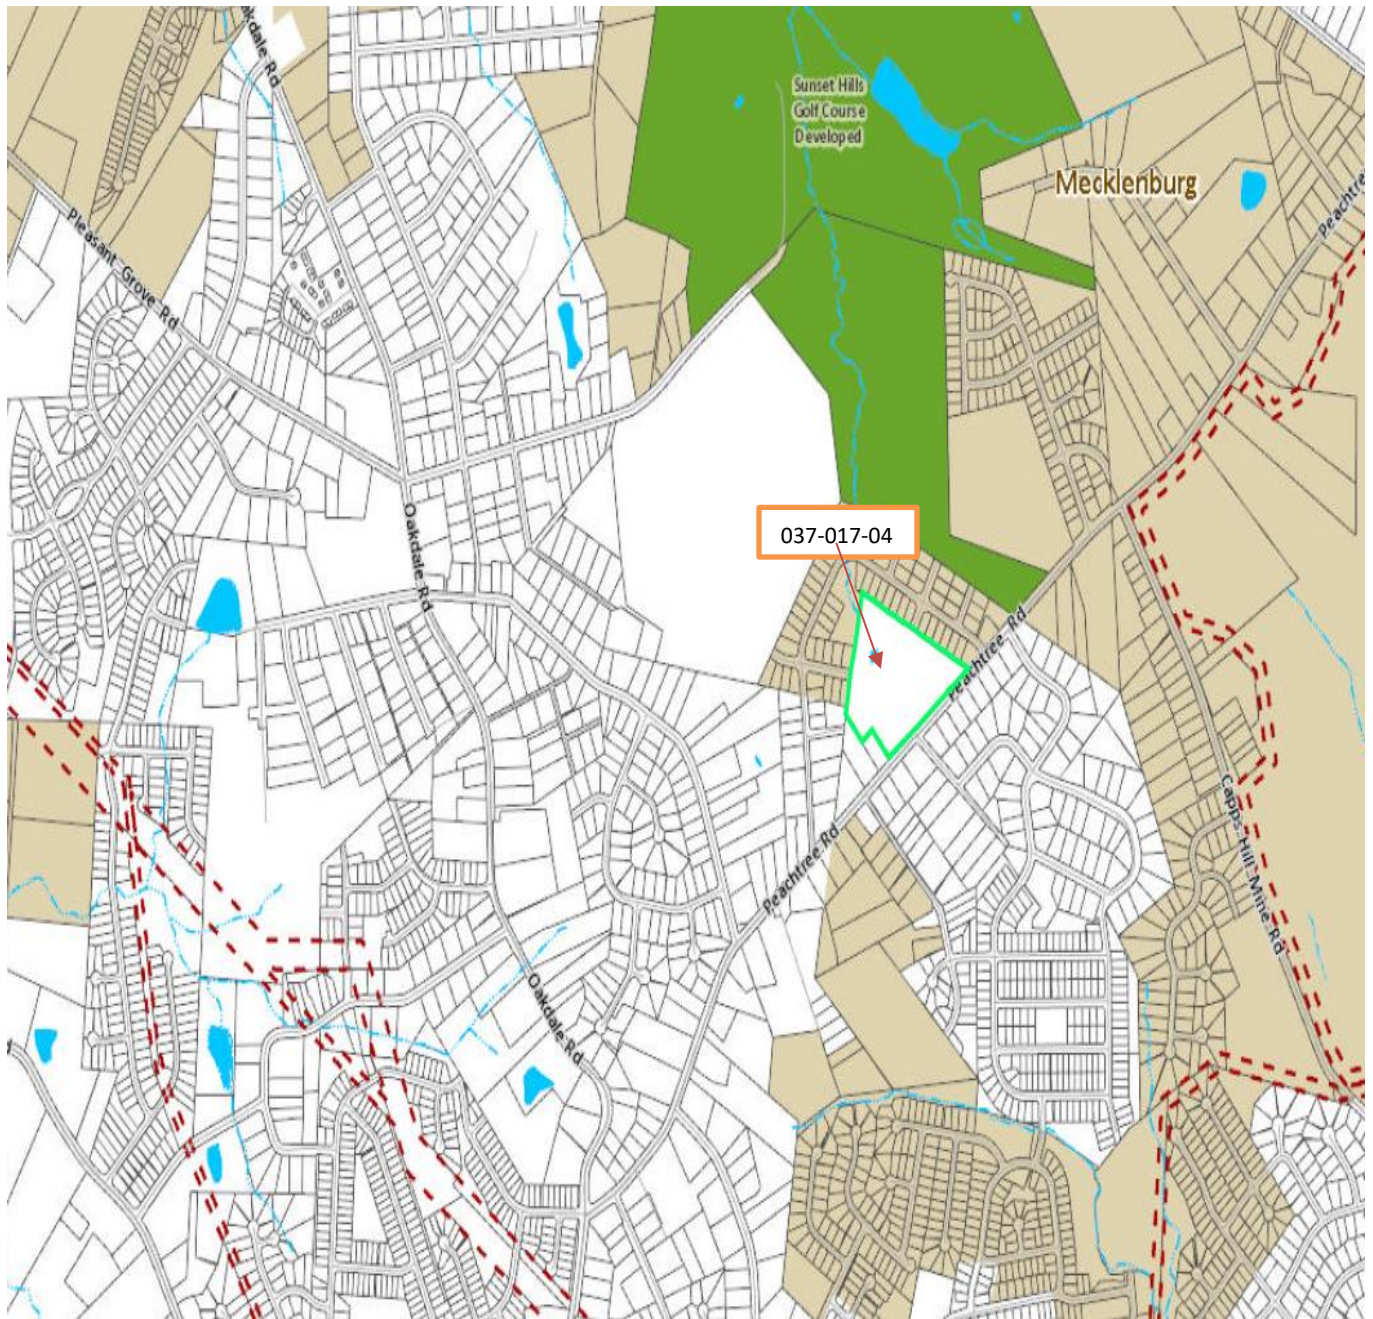 Oakdale Rd
Sunset Hills
Golf Course
Developed
Mecklenburg
Peachtree
Pleasant Grove Rd
Oakdale Rd
037-017-04
Peachtree Rd
Capps Hill Mine Rd
Peachtree Rd
Oakdale Rd